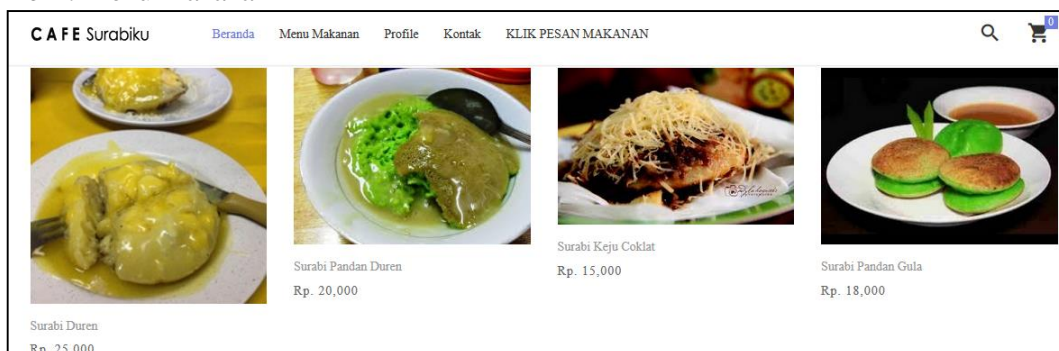 CAFE Surabiku
Beranda
Menu Makanan
Profile
Kontak
KLIK PESAN MAKANAN
0
Surabi Duren
Rp. 25,000
Surabi Pandan Duren
Rp. 20,000
Surabi Keju Coklat
Rp. 15,000
Surabi Pandan Gula
Rp. 18,000